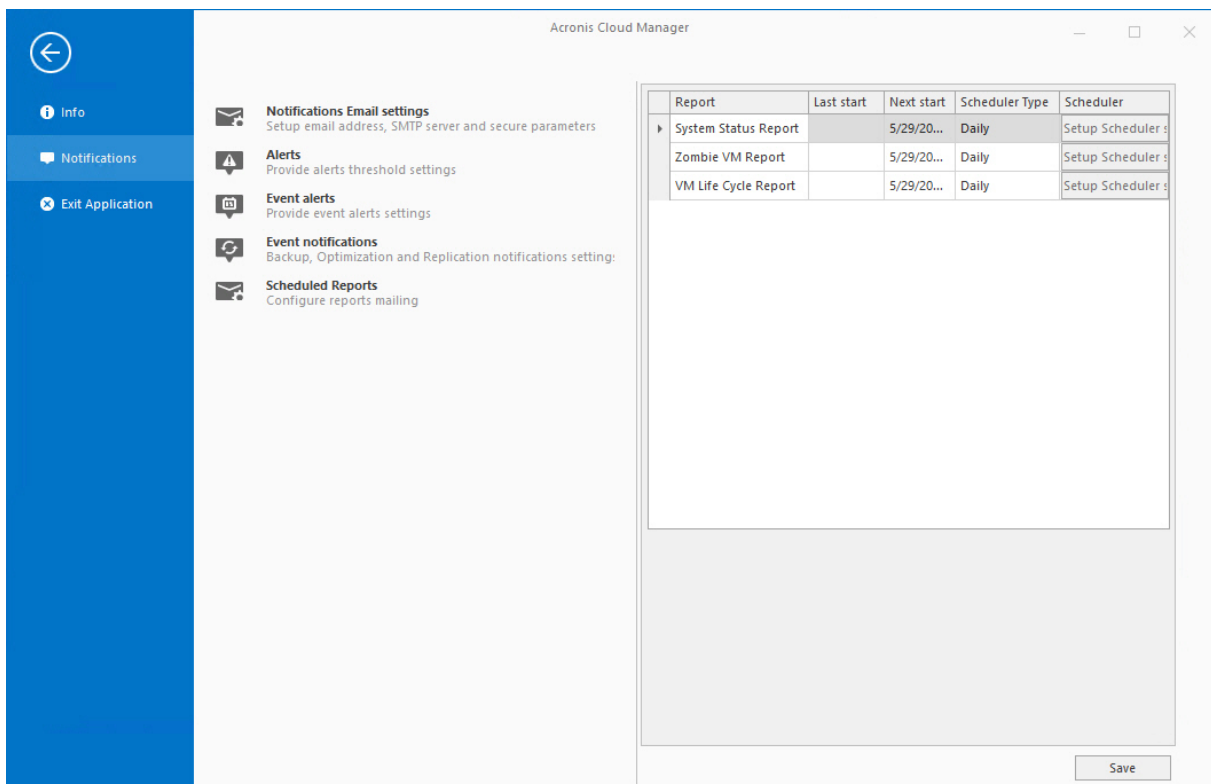 Acronis Cloud Manager
Info
Notifications
Exit Application
Notifications Email settings
Setup email address, SMTP server and secure parameters
Alerts
Provide alerts threshold settings
Event alerts
Provide event alerts settings
Event notifications
Backup, Optimization and Replication notifications setting:
Scheduled Reports
Configure reports mailing
Report Last start Next start Scheduler Type Scheduler
System Status Report 5/29/20... Daily Setup Scheduler s
Zombie VM Report 5/29/20... Daily Setup Scheduler s
VM Life Cycle Report 5/29/20... Daily Setup Scheduler s
Save